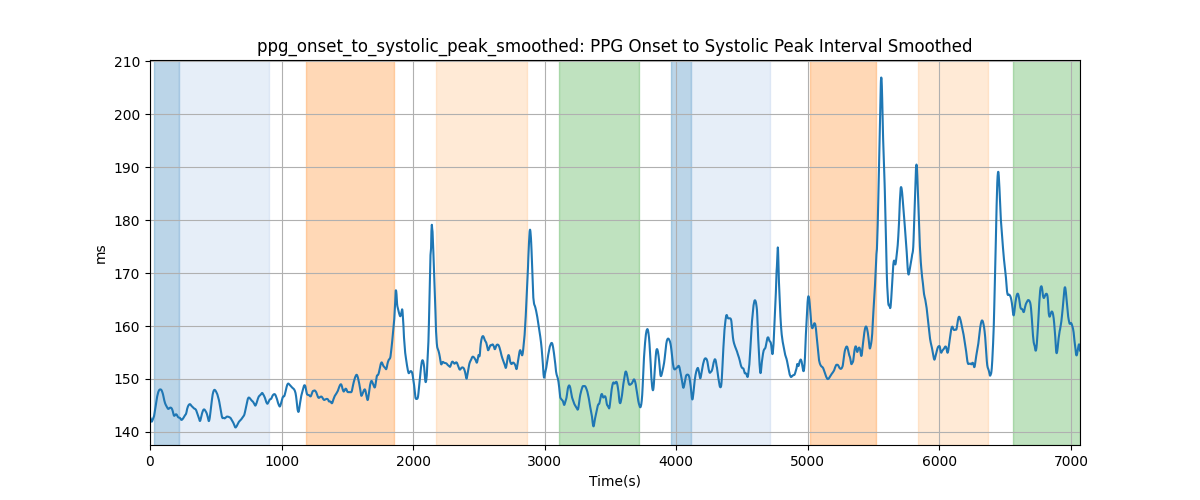 ppg_onset_to_systolic_peak_smoothed: PPG Onset to Systolic Peak Interval Smoothed
210
200
190
180
170
160
150
140
ms
0 1000 2000 3000 4000 5000 6000 7000
Time(s)